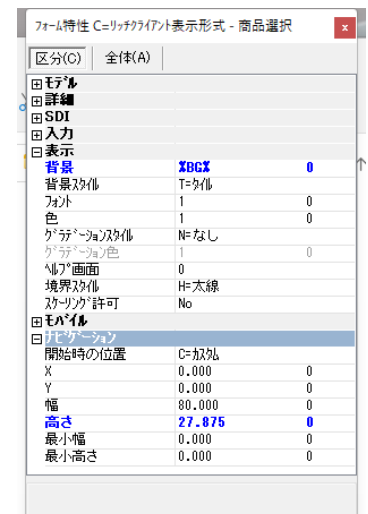 フォーム特性 C=リッチクライアント表示形式 - 商品選択 x
区分(C) 全体(A)
モデル
詳細
SDI
入力
表示
背景 %BG% 0
背景スタイル T=タイル
フォント 1 0
色 1 0
グラデーションスタイル N=なし
グラデーション色 1 0
ヘルプ画面 0
境界スタイル H=太線
スケーリング許可 No
モバイル
ナビゲーション
開始時の位置 C=カスタム
X 0.000 0
Y 0.000 0
幅 80.000 0
高さ 27.875 0
最小幅 0.000 0
最小高さ 0.000 0